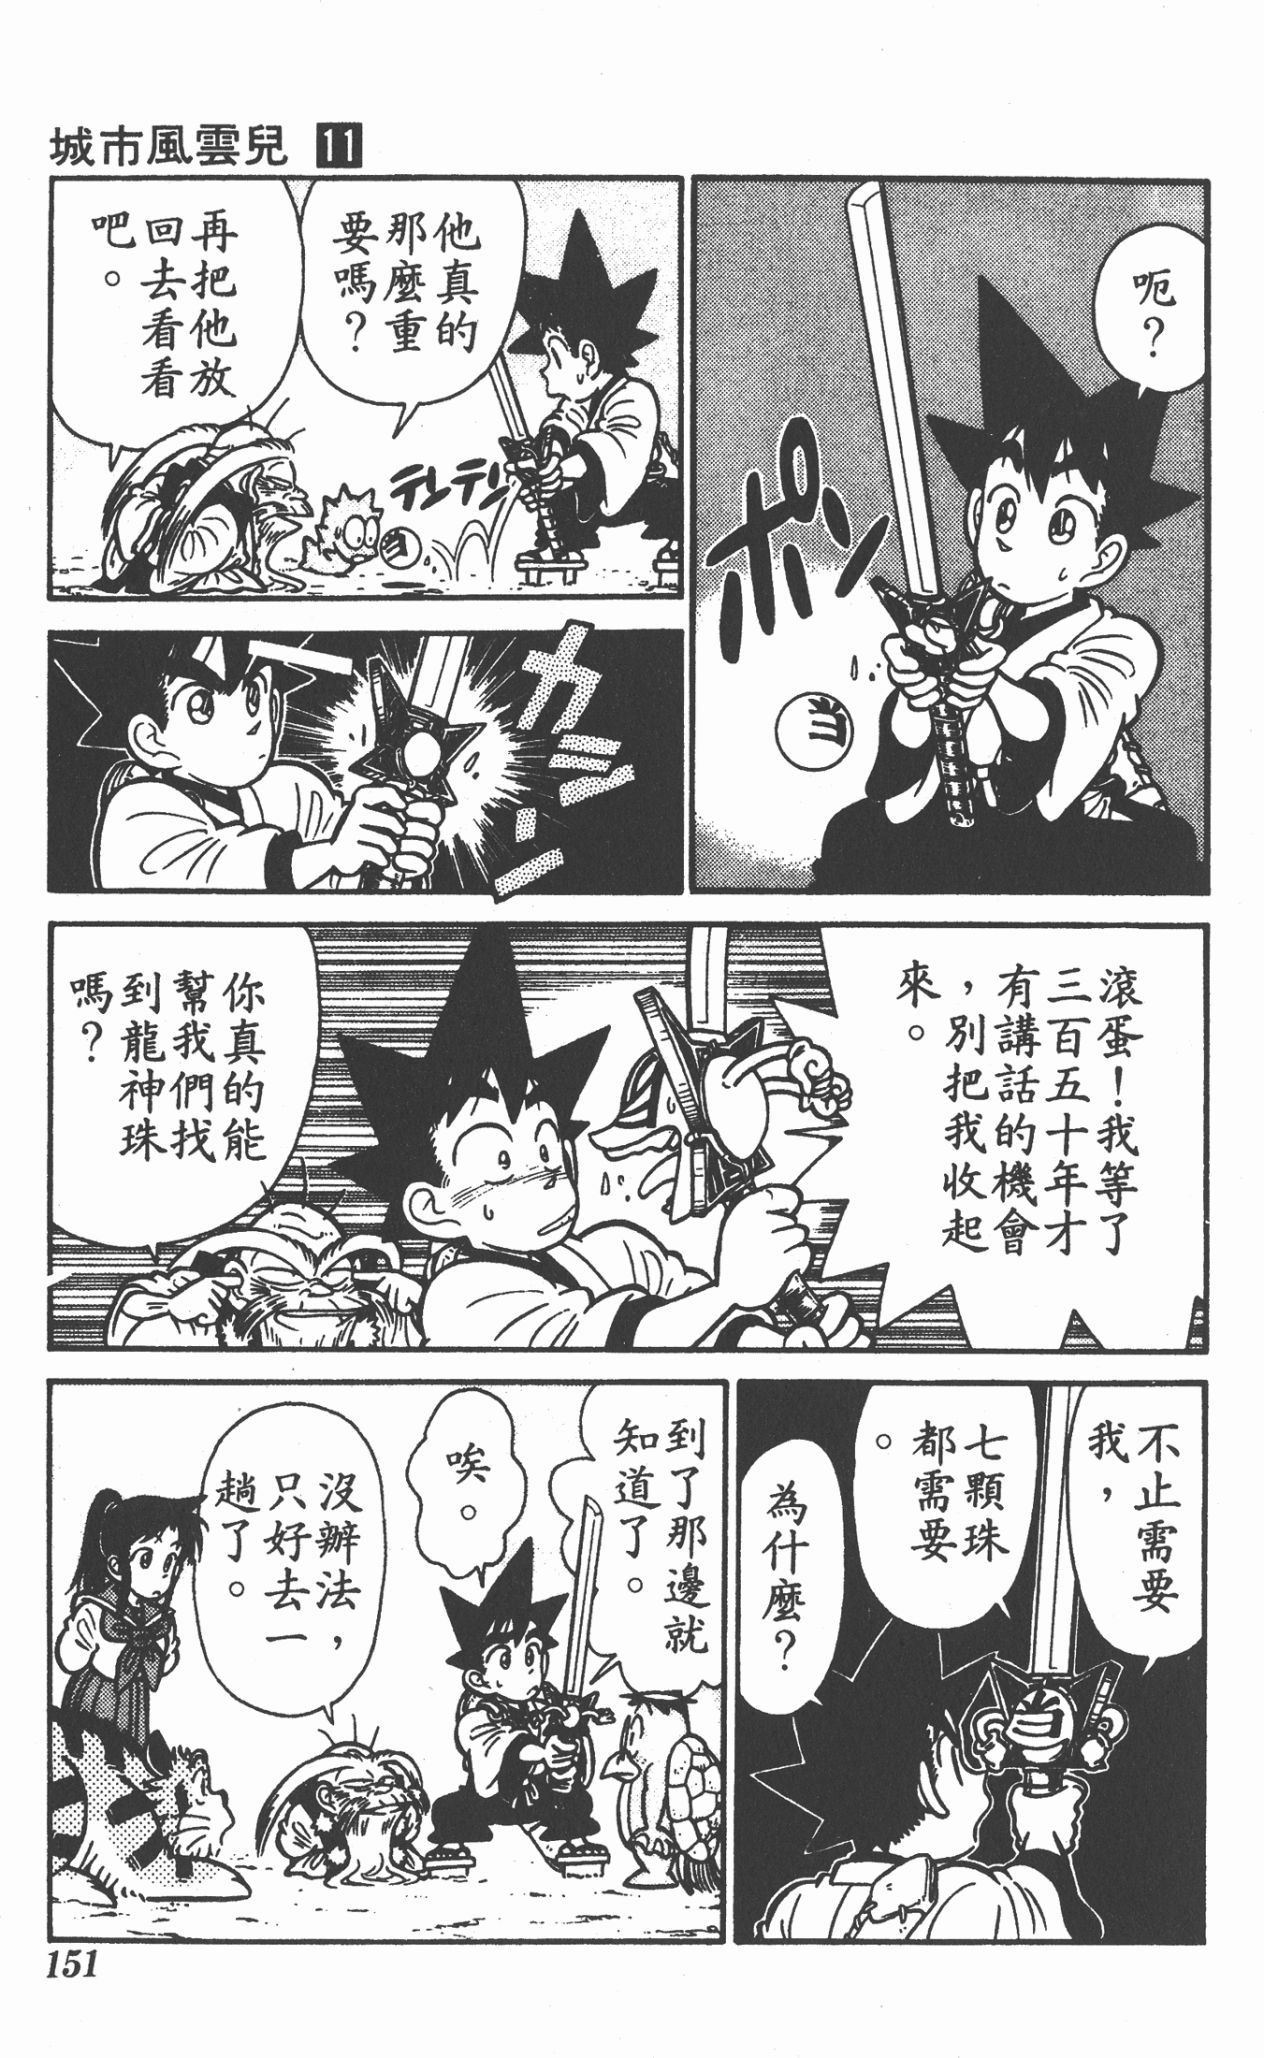 城市風雲兒 11
呃？
ポン
他真的
那麼重
要嗎？
再把他放
回去看看
吧。
テンテン
カシーン
滾蛋！我等了
三百五十年才
有講話的機會
，別把我收起
來。
你真的能
幫我們找
到龍神珠
嗎？
不止需要
我，
七顆珠
都需要
。
為什麼？
到了那邊就
知道了。
唉。
沒辦法，
只好去一
趟了。
151